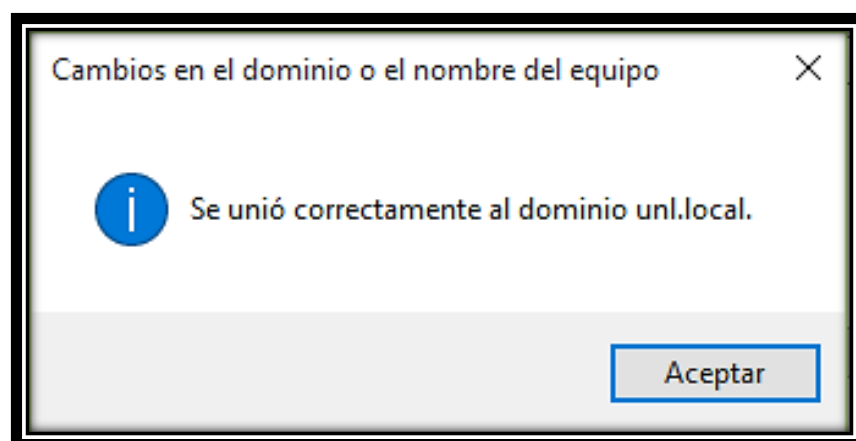 Cambios en el dominio o el nombre del equipo
Se unió correctamente al dominio unl.local.
Aceptar